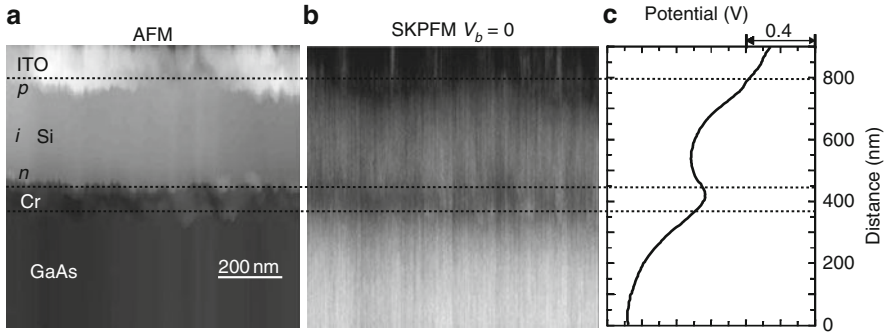 a
AFM
ITO
p
i Si
n
Cr
GaAs
200 nm
b
SKPFM V_b = 0
c
Potential (V)
0.4
800
600
400
200
0
Distance (nm)